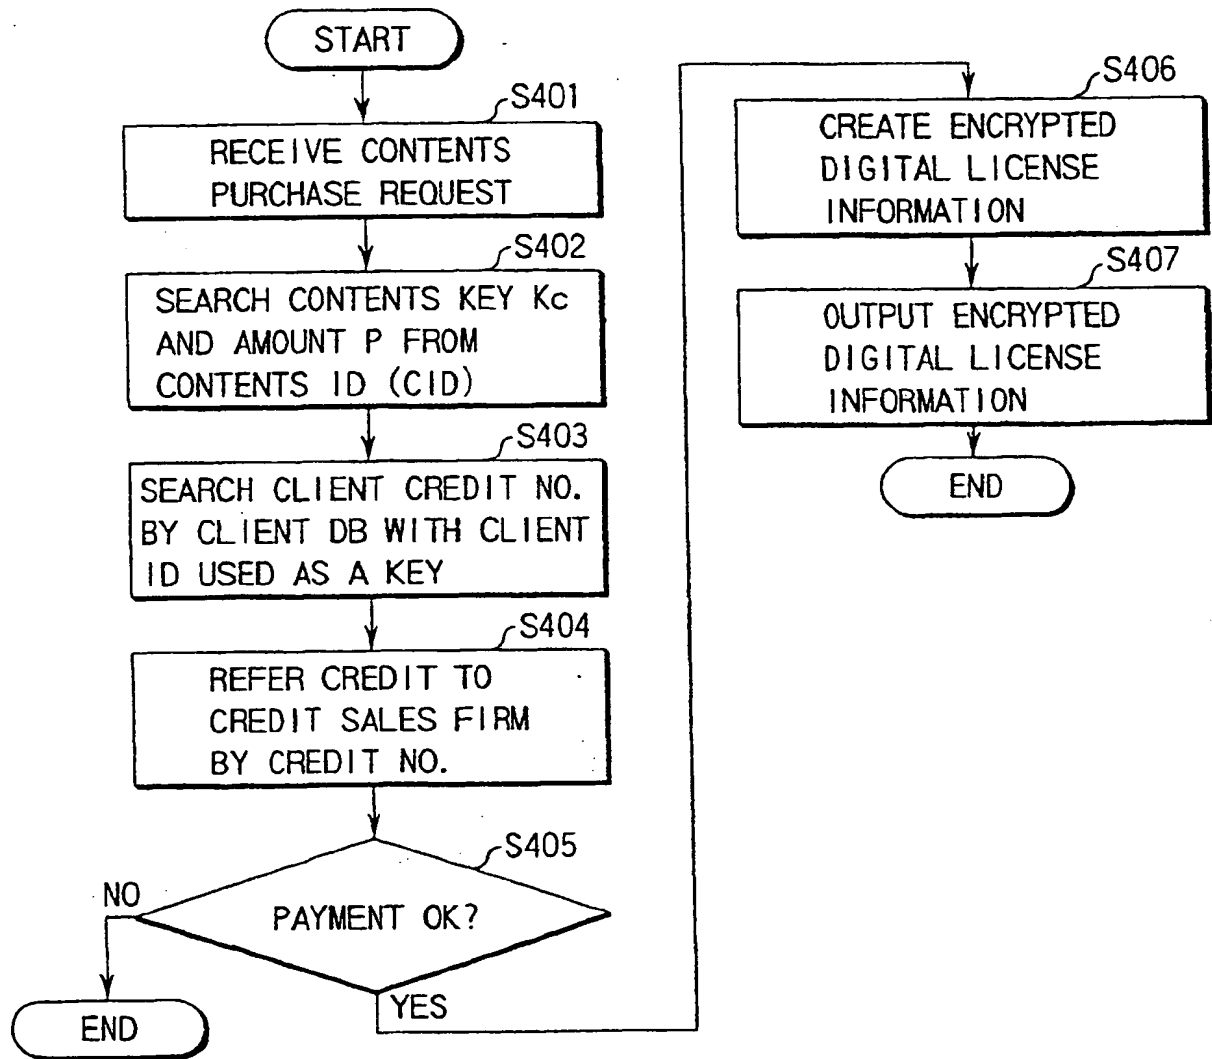 START
S401
RECEIVE CONTENTS
PURCHASE REQUEST
S402
SEARCH CONTENTS KEY Kc
AND AMOUNT P FROM
CONTENTS ID (CID)
S403
SEARCH CLIENT CREDIT NO.
BY CLIENT DB WITH CLIENT
ID USED AS A KEY
S404
REFER CREDIT TO
CREDIT SALES FIRM
BY CREDIT NO.
S405
PAYMENT OK?
NO
END
YES
S406
CREATE ENCRYPTED
DIGITAL LICENSE
INFORMATION
S407
OUTPUT ENCRYPTED
DIGITAL LICENSE
INFORMATION
END